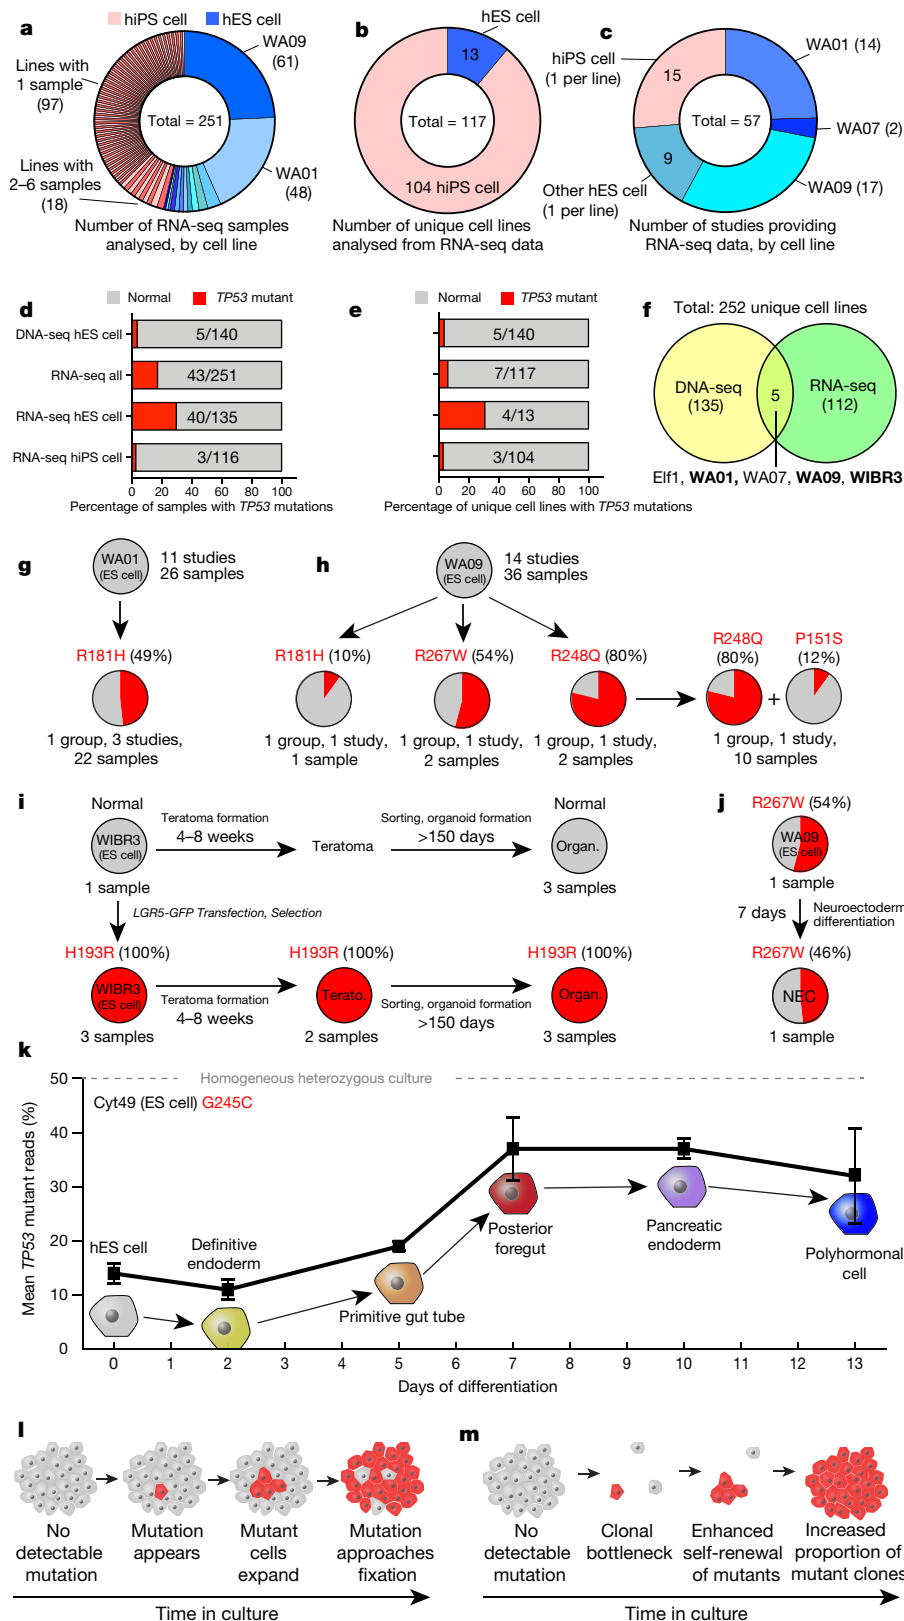 a
hiPS cell
hES cell
Lines with
1 sample
(97)
Lines with
2–6 samples
(18)
WA09
(61)
Total = 251
WA01
(48)
Number of RNA-seq samples
analysed, by cell line
b
hES cell
13
Total = 117
104 hiPS cell
Number of unique cell lines
analysed from RNA-seq data
c
hiPS cell
(1 per line)
15
WA01 (14)
Total = 57
WA07 (2)
9
Other hES cell
(1 per line)
WA09 (17)
Number of studies providing
RNA-seq data, by cell line
d
Normal
TP53 mutant
DNA-seq hES cell
5/140
RNA-seq all
43/251
RNA-seq hES cell
40/135
RNA-seq hiPS cell
3/116
0 20 40 60 80 100
Percentage of samples with TP53 mutations
e
Normal
TP53 mutant
5/140
7/117
4/13
3/104
0 20 40 60 80 100
Percentage of unique cell lines with TP53 mutations
f
Total: 252 unique cell lines
DNA-seq
(135)
5
RNA-seq
(112)
Elf1, WA01, WA07, WA09, WIBR3
g
WA01
(ES cell)
11 studies
26 samples
R181H (49%)
1 group, 3 studies,
22 samples
h
WA09
(ES cell)
14 studies
36 samples
R181H (10%)
1 group, 1 study,
1 sample
R267W (54%)
1 group, 1 study,
2 samples
R248Q (80%)
1 group, 1 study,
2 samples
R248Q
(80%)
+
P151S
(12%)
1 group, 1 study,
10 samples
i
Normal
WIBR3
(ES cell)
1 sample
Teratoma formation
4–8 weeks
Teratoma
Sorting, organoid formation
>150 days
Normal
Organ.
3 samples
LGR5-GFP Transfection, Selection
H193R (100%)
WIBR3
(ES cell)
3 samples
Teratoma formation
4–8 weeks
H193R (100%)
Terato.
2 samples
Sorting, organoid formation
>150 days
H193R (100%)
Organ.
3 samples
j
R267W (54%)
WA09
(ES cell)
1 sample
7 days
Neuroectoderm
differentiation
R267W (46%)
NEC
1 sample
k
Mean TP53 mutant reads (%)
50
40
30
20
10
0
Homogeneous heterozygous culture
Cyt49 (ES cell) G245C
hES cell
Definitive
endoderm
Primitive gut tube
Posterior
foregut
Pancreatic
endoderm
Polyhormonal
cell
0 1 2 3 4 5 6 7 8 9 10 11 12 13
Days of differentiation
l
No
detectable
mutation
Mutation
appears
Mutant
cells
expand
Mutation
approaches
fixation
Time in culture
m
No
detectable
mutation
Clonal
bottleneck
Enhanced
self-renewal
of mutants
Increased
proportion of
mutant clones
Time in culture